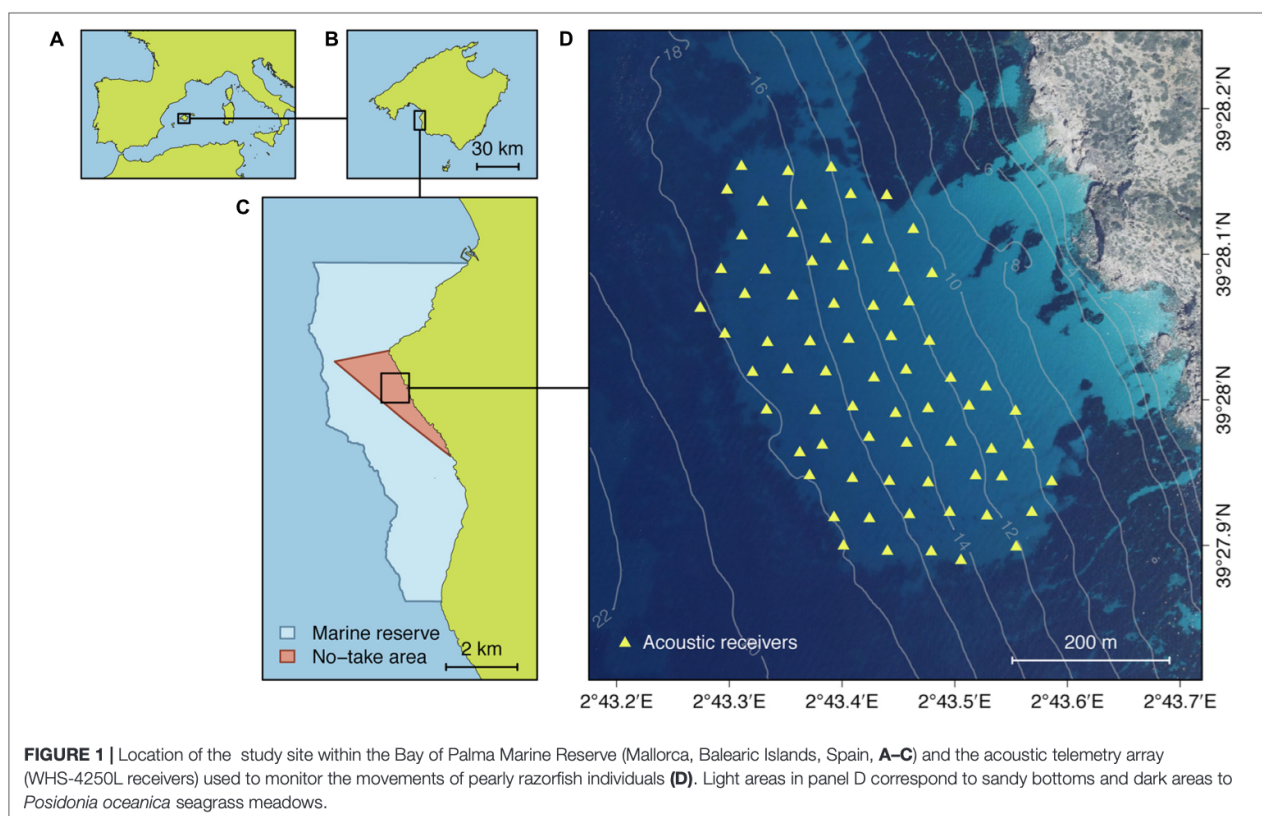 A
B
D
30 km
C
Marine reserve
No–take area
2 km
18
16
6
4
8
10
12
14
22
Acoustic receivers
200 m
39°28.2'N
39°28.1'N
39°28'N
39°27.9'N
2°43.2'E
2°43.3'E
2°43.4'E
2°43.5'E
2°43.6'E
2°43.7'E
FIGURE 1 | Location of the study site within the Bay of Palma Marine Reserve (Mallorca, Balearic Islands, Spain, A–C) and the acoustic telemetry array
(WHS-4250L receivers) used to monitor the movements of pearly razorfish individuals (D). Light areas in panel D correspond to sandy bottoms and dark areas to
Posidonia oceanica seagrass meadows.